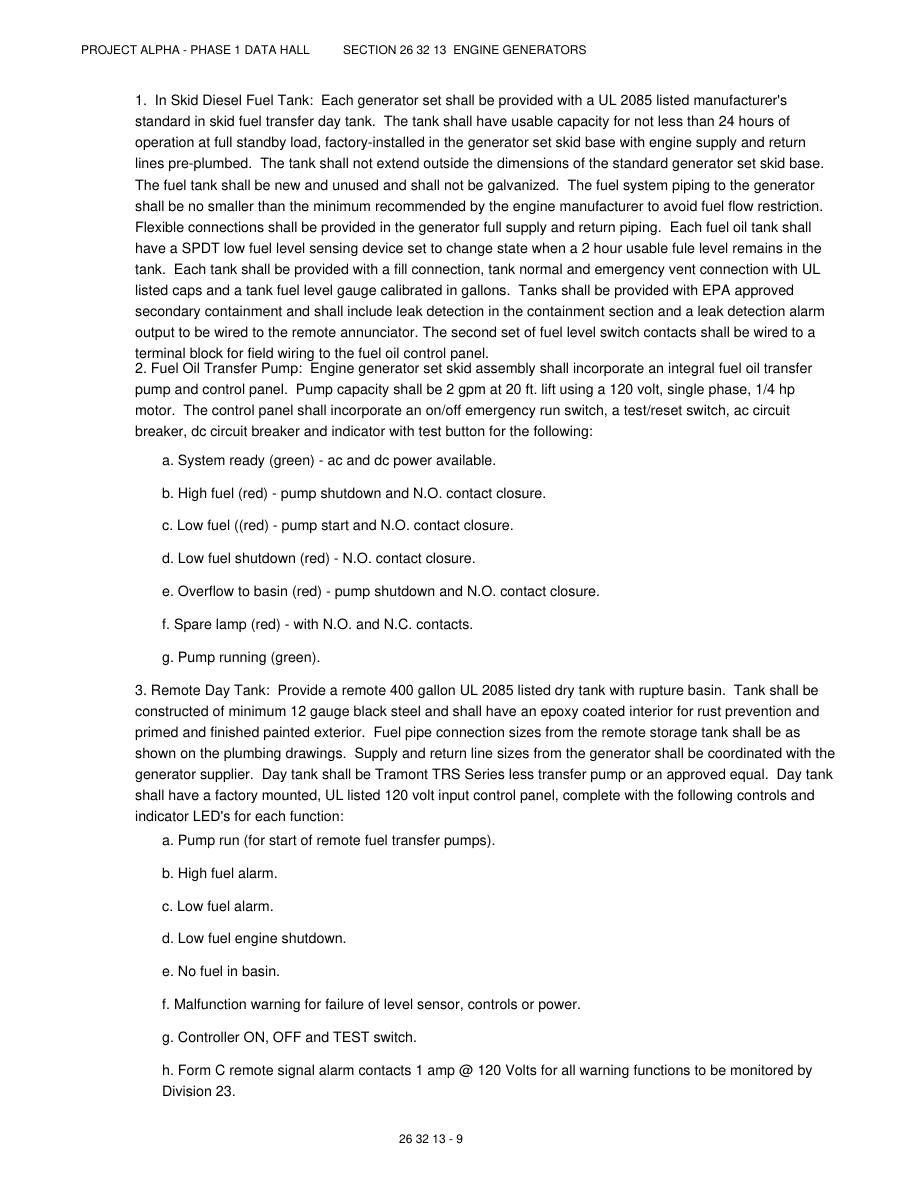 PROJECT ALPHA - PHASE 1 DATA HALL SECTION 26 32 13 ENGINE GENERATORS
1. In Skid Diesel Fuel Tank: Each generator set shall be provided with a UL 2085 listed manufacturer's
standard in skid fuel transfer day tank. The tank shall have usable capacity for not less than 24 hours of
operation at full standby load, factory-installed in the generator set skid base with engine supply and return
lines pre-plumbed. The tank shall not extend outside the dimensions of the standard generator set skid base.
The fuel tank shall be new and unused and shall not be galvanized. The fuel system piping to the generator
shall be no smaller than the minimum recommended by the engine manufacturer to avoid fuel flow restriction.
Flexible connections shall be provided in the generator full supply and return piping. Each fuel oil tank shall
have a SPDT low fuel level sensing device set to change state when a 2 hour usable fule level remains in the
tank. Each tank shall be provided with a fill connection, tank normal and emergency vent connection with UL
listed caps and a tank fuel level gauge calibrated in gallons. Tanks shall be provided with EPA approved
secondary containment and shall include leak detection in the containment section and a leak detection alarm
output to be wired to the remote annunciator. The second set of fuel level switch contacts shall be wired to a
terminal block for field wiring to the fuel oil control panel.
2. Fuel Oil Transfer Pump: Engine generator set skid assembly shall incorporate an integral fuel oil transfer
pump and control panel. Pump capacity shall be 2 gpm at 20 ft. lift using a 120 volt, single phase, 1/4 hp
motor. The control panel shall incorporate an on/off emergency run switch, a test/reset switch, ac circuit
breaker, dc circuit breaker and indicator with test button for the following:
a. System ready (green) - ac and dc power available.
b. High fuel (red) - pump shutdown and N.O. contact closure.
c. Low fuel ((red) - pump start and N.O. contact closure.
d. Low fuel shutdown (red) - N.O. contact closure.
e. Overflow to basin (red) - pump shutdown and N.O. contact closure.
f. Spare lamp (red) - with N.O. and N.C. contacts.
g. Pump running (green).
3. Remote Day Tank: Provide a remote 400 gallon UL 2085 listed dry tank with rupture basin. Tank shall be
constructed of minimum 12 gauge black steel and shall have an epoxy coated interior for rust prevention and
primed and finished painted exterior. Fuel pipe connection sizes from the remote storage tank shall be as
shown on the plumbing drawings. Supply and return line sizes from the generator shall be coordinated with the
generator supplier. Day tank shall be Tramont TRS Series less transfer pump or an approved equal. Day tank
shall have a factory mounted, UL listed 120 volt input control panel, complete with the following controls and
indicator LED's for each function:
a. Pump run (for start of remote fuel transfer pumps).
b. High fuel alarm.
c. Low fuel alarm.
d. Low fuel engine shutdown.
e. No fuel in basin.
f. Malfunction warning for failure of level sensor, controls or power.
g. Controller ON, OFF and TEST switch.
h. Form C remote signal alarm contacts 1 amp @ 120 Volts for all warning functions to be monitored by
Division 23.
26 32 13 - 9